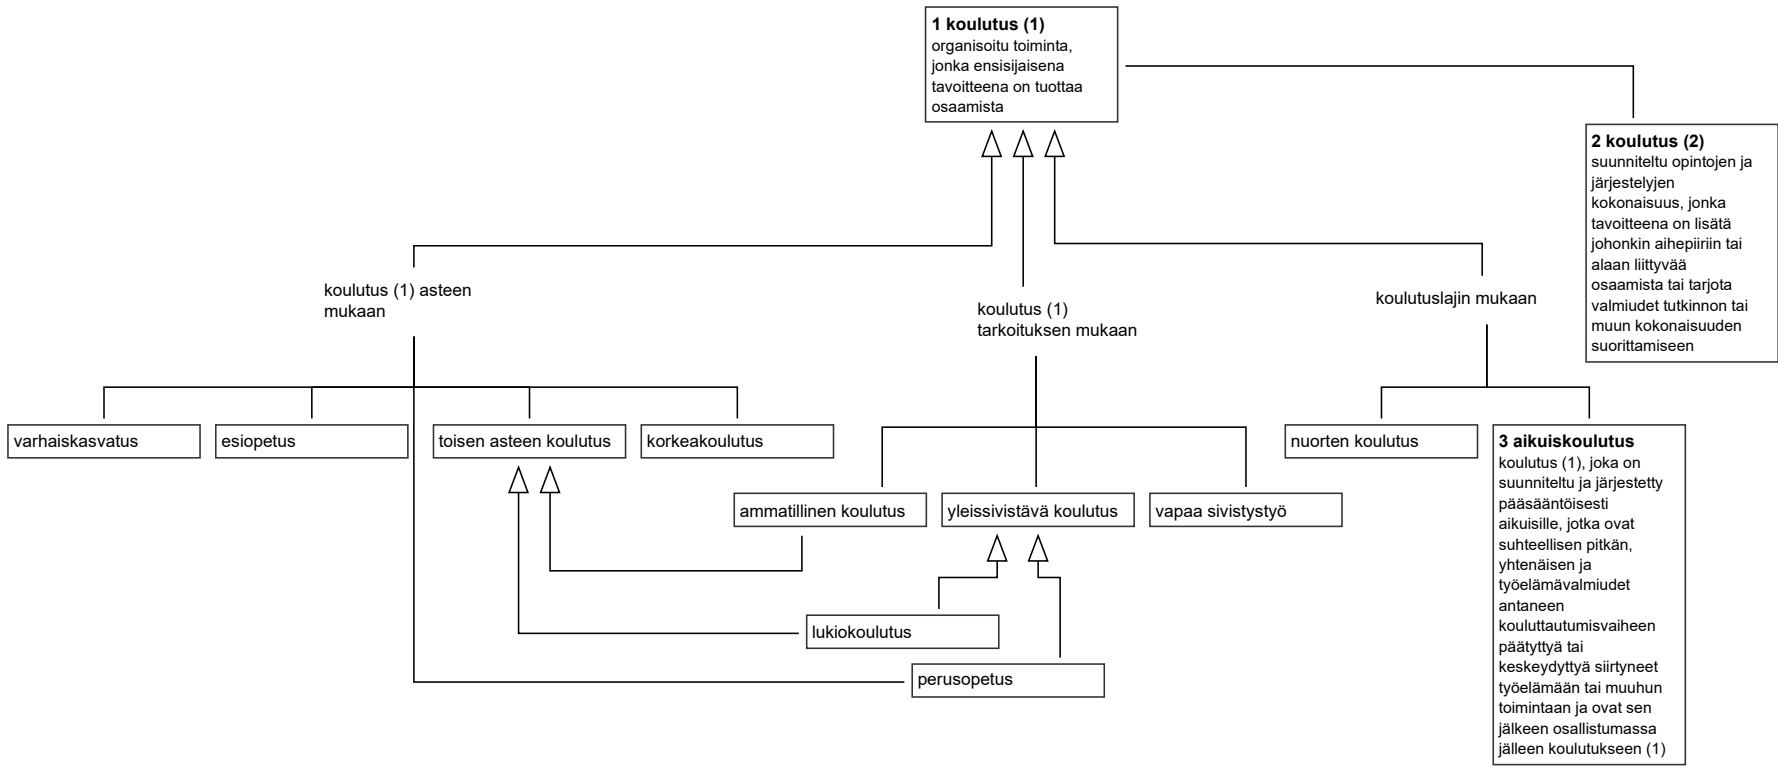 1 koulutus (1)
organisoitu toiminta,
jonka ensisijaisena
tavoitteena on tuottaa
osaamista
2 koulutus (2)
suunniteltu opintojen ja
järjestelyjen
kokonaisuus, jonka
tavoitteena on lisätä
johonkin aihepiiriin tai
alaan liittyvää
osaamista tai tarjota
valmiudet tutkinnon tai
muun kokonaisuuden
suorittamiseen
koulutus (1) asteen
mukaan
koulutus (1)
tarkoituksen mukaan
koulutuslajin mukaan
varhaiskasvatus
esiopetus
toisen asteen koulutus
korkeakoulutus
nuorten koulutus
3 aikuiskoulutus
koulutus (1), joka on
suunniteltu ja järjestetty
pääsääntöisesti
aikuisille, jotka ovat
suhteellisen pitkän,
yhtenäisen ja
työelämävalmiudet
antaneen
kouluttautumisvaiheen
päätyttyä tai
keskeydyttyä siirtyneet
työelämään tai muuhun
toimintaan ja ovat sen
jälkeen osallistumassa
jälleen koulutukseen (1)
ammatillinen koulutus
yleissivistävä koulutus
vapaa sivistystyö
lukiokoulutus
perusopetus